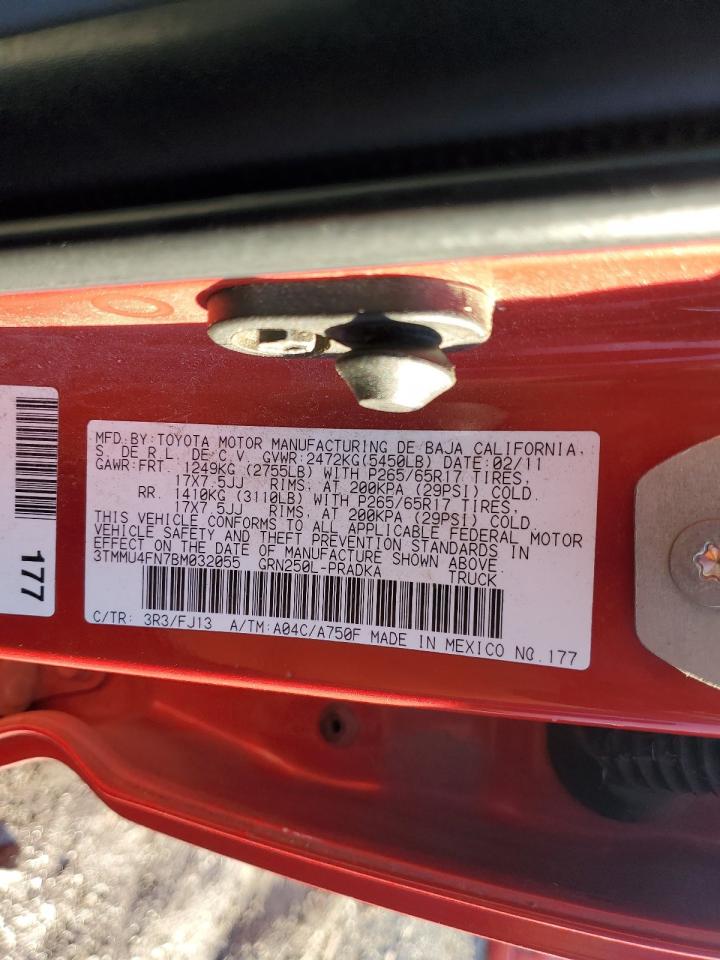 MFD.BY:TOYOTA MOTOR MANUFACTURING DE BAJA CALIFORNIA,
S. DE R.L. DE C.V. GVWR:2472KG(5450LB) DATE:02/11
GAWR:FRT. 1249KG (2755LB) WITH P265/65R17 TIRES,
17X7.5JJ RIMS, AT 200KPA (29PSI) COLD.
RR. 1410KG (3110LB) WITH P265/65R17 TIRES,
17X7.5JJ RIMS, AT 200KPA (29PSI) COLD.
THIS VEHICLE CONFORMS TO ALL APPLICABLE FEDERAL MOTOR
VEHICLE SAFETY AND THEFT PREVENTION STANDARDS IN
EFFECT ON THE DATE OF MANUFACTURE SHOWN ABOVE.
3TMMU4FN7BM032055 GRN250L-PRADKA TRUCK
C/TR: 3R3/FJ13 A/TM:A04C/A750F MADE IN MEXICO NO.177
177